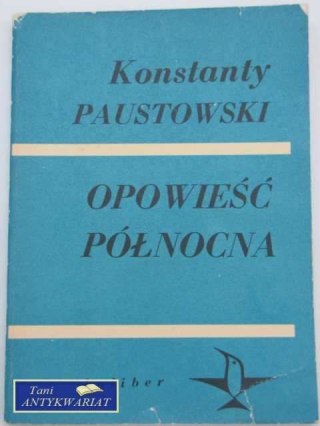 Konstanty
PAUSTOWSKI
OPOWIEŚĆ
PÓŁNOCNA
iber
Tani
ANTYKWARIAT